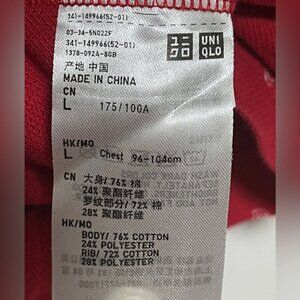 341-149966(52-01)
03-34-5N022F
341-149966(52-01)
1378-092A-8GB
ユニ
クロ
UNI
QLO
产地 中国
MADE IN CHINA
CN
L 175/100A
HK/MO
L Chest 96-104cm
CN 大身/76% 棉
24% 聚酯纤维
罗纹部分/72% 棉
28% 聚酯纤维
HK/MO
BODY/ 76% COTTON
24% POLYESTER
RIB/ 72% COTTON
28% POLYESTER